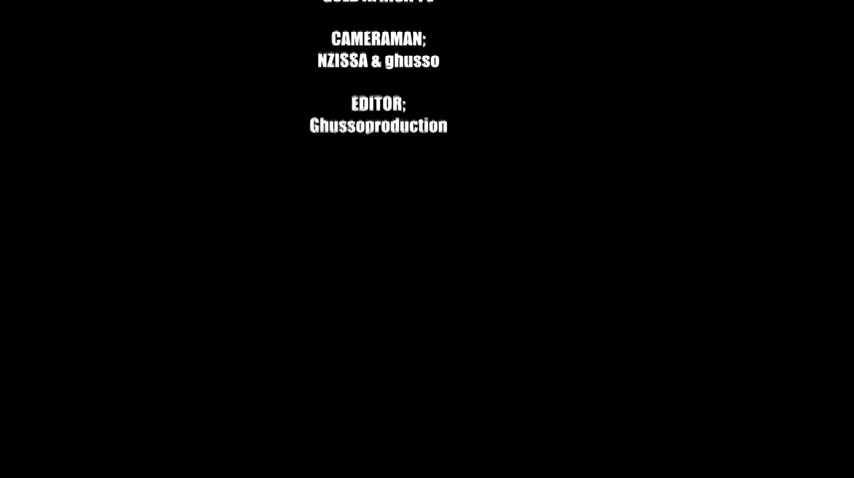 CAMERAMAN;
NZISSA & ghusso
EDITOR;
Ghussoproduction